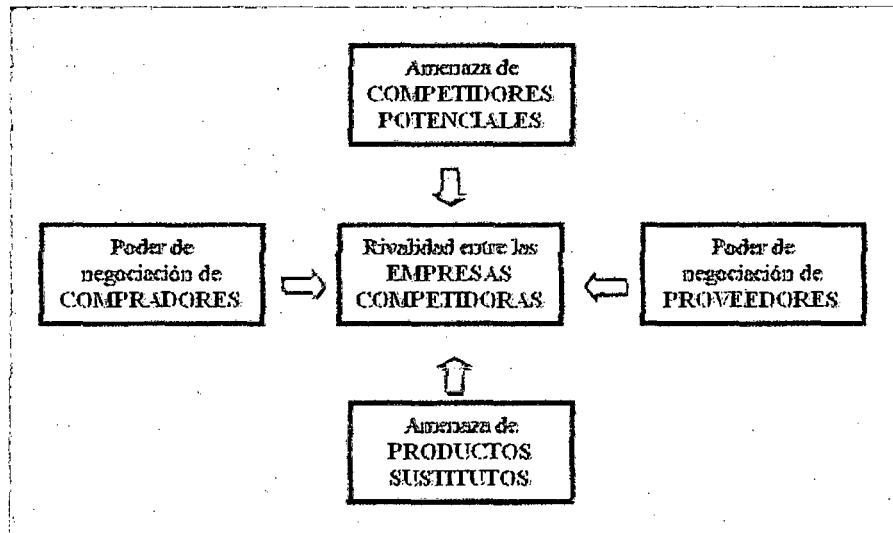 Amenaza de
COMPETIDORES
POTENCIALES
Poder de
negociación de
COMPRADORES
Rivalidad entre las
EMPRESAS
COMPETIDORAS
Poder de
negociación de
PROVEEDORES
Amenaza de
PRODUCTOS
SUSTITUTOS